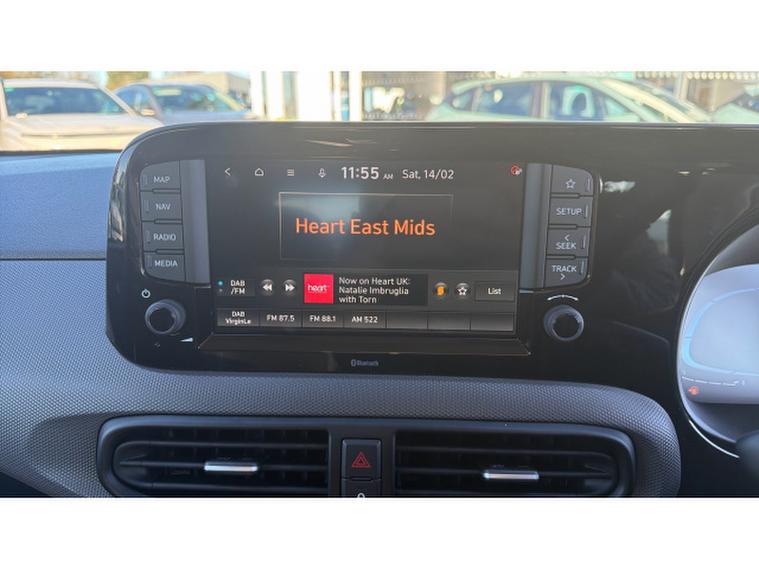 11:55 AM Sat, 14/02
MAP
NAV
RADIO
MEDIA
Heart East Mids
DAB
/FM
heart
Now on Heart UK:
Natalie Imbruglia
with Torn
List
DAB
VirginLe
FM 87.5
FM 88.1
AM 522
SETUP
SEEK
TRACK
Bluetooth